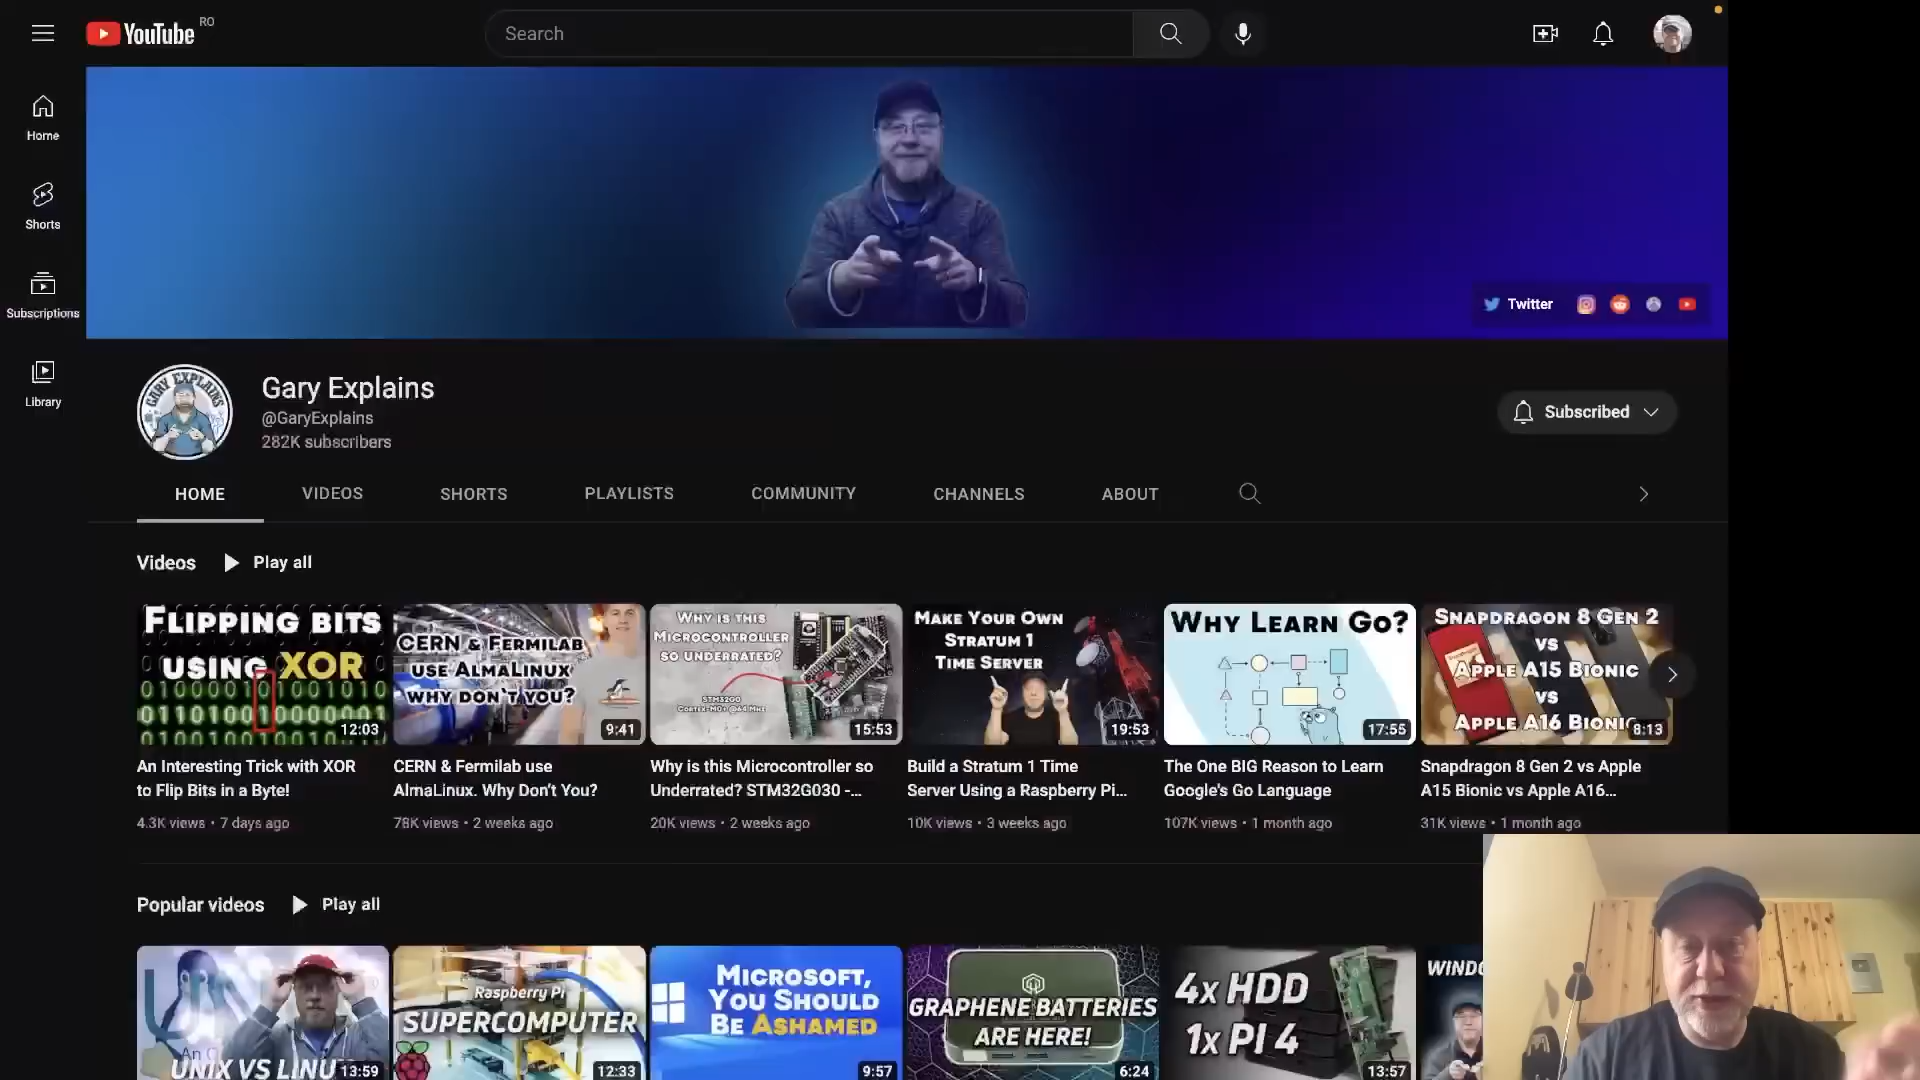 YouTube RO
Search
Home
Shorts
Subscriptions
Library
Twitter
GARY EXPLAINS
Gary Explains
@GaryExplains
282K subscribers
Subscribed
HOME VIDEOS SHORTS PLAYLISTS COMMUNITY CHANNELS ABOUT
Videos Play all
FLIPPING BITS
USING XOR
12:03
CERN & FERMILAB
USE ALMALINUX
WHY DON'T YOU?
9:41
WHY IS THIS
MICROCONTROLLER
SO UNDERRATED?
STM32G0
CORTEX-M0+ @64 MHZ
15:53
MAKE YOUR OWN
STRATUM 1
TIME SERVER
19:53
WHY LEARN GO?
17:55
SNAPDRAGON 8 GEN 2
VS
APPLE A15 BIONIC
VS
APPLE A16 BIONIC
8:13
An Interesting Trick with XOR
to Flip Bits in a Byte!
4.3K views • 7 days ago
CERN & Fermilab use
AlmaLinux. Why Don't You?
78K views • 2 weeks ago
Why is this Microcontroller so
Underrated? STM32G030 -...
20K views • 2 weeks ago
Build a Stratum 1 Time
Server Using a Raspberry Pi...
10K views • 3 weeks ago
The One BIG Reason to Learn
Google's Go Language
107K views • 1 month ago
Snapdragon 8 Gen 2 vs Apple
A15 Bionic vs Apple A16...
31K views • 1 month ago
Popular videos Play all
An
UNIX VS LINU
13:59
Raspberry Pi
SUPERCOMPUTER
12:33
MICROSOFT,
YOU SHOULD
BE ASHAMED
9:57
GRAPHENE BATTERIES
ARE HERE!
6:24
4x HDD
1x PI 4
13:57
WINDO